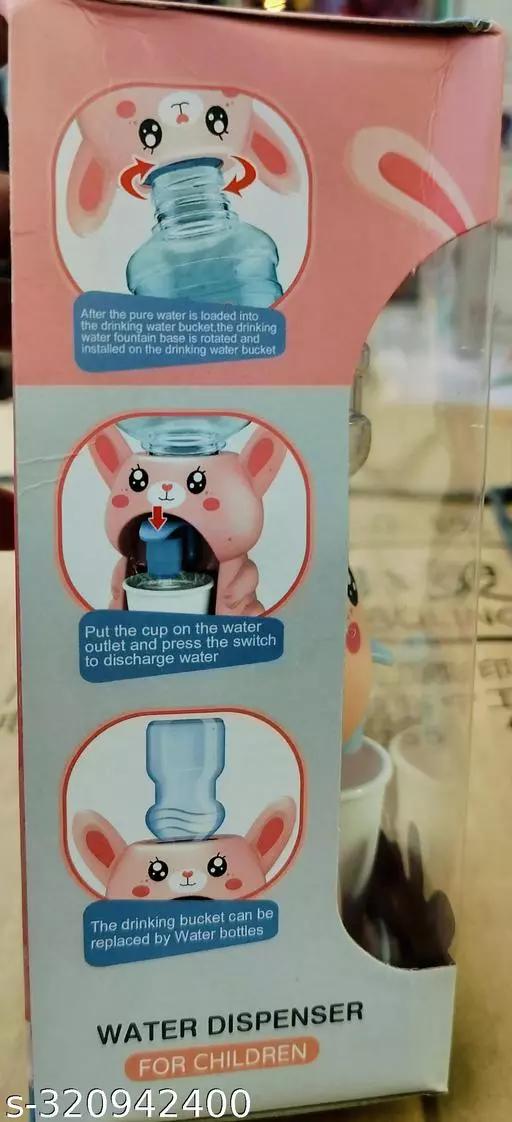 After the pure water is loaded into
the drinking water bucket,the drinking
water fountain base is rotated and
installed on the drinking water bucket
Put the cup on the water
outlet and press the switch
to discharge water
The drinking bucket can be
replaced by Water bottles
WATER DISPENSER
FOR CHILDREN
s-320942400